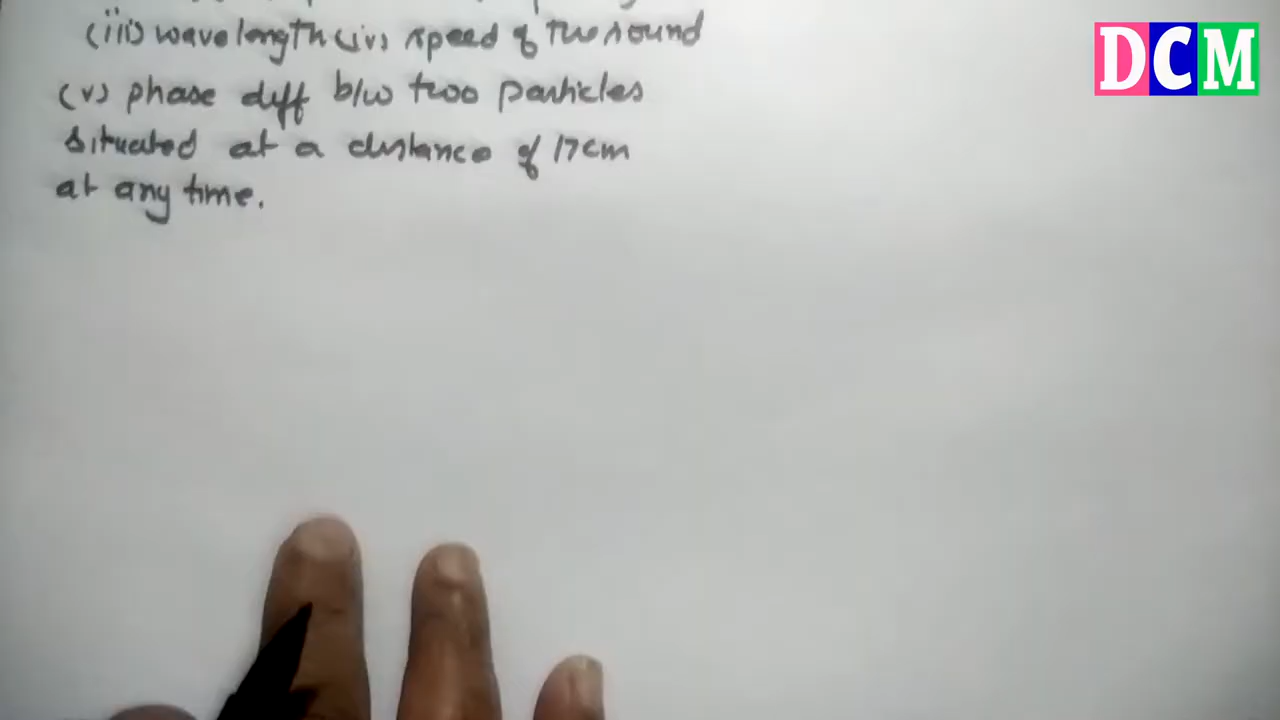 (iii) wavelength (iv) speed of the sound
(v) phase diff b/w two particles
situated at a distance of 17cm
at any time.
DCM